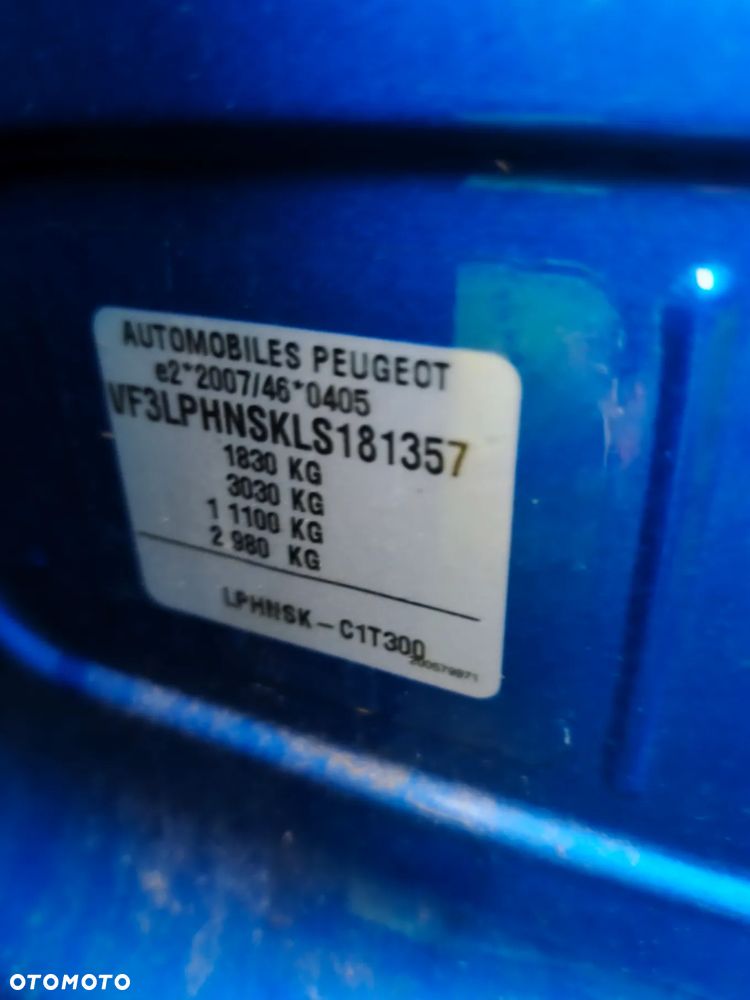 AUTOMOBILES PEUGEOT
e2*2007/46*0405
VF3LPHNSKLS181357
1830 KG
3030 KG
1 1100 KG
2 980 KG
LPHNSK-C1T300
200579871
OTOMOTO